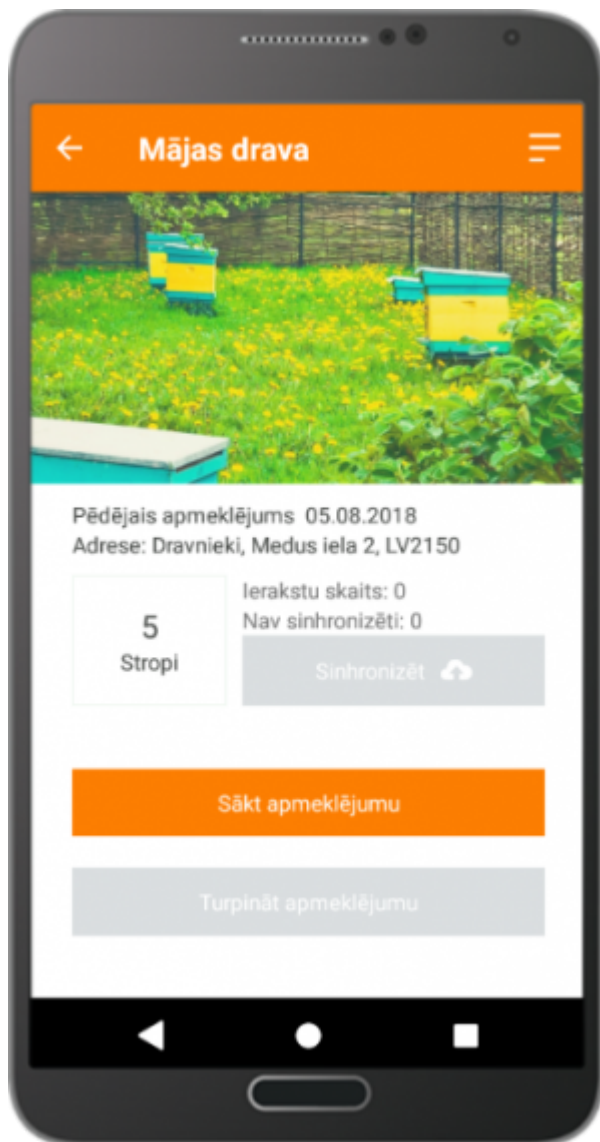 Mājas drava
Pēdējais apmeklējums 05.08.2018
Adrese: Dravnieki, Medus iela 2, LV2150
5
Stropi
Ierakstu skaits: 0
Nav sinhronizēti: 0
Sinhronizēt
Sākt apmeklējumu
Turpināt apmeklējumu